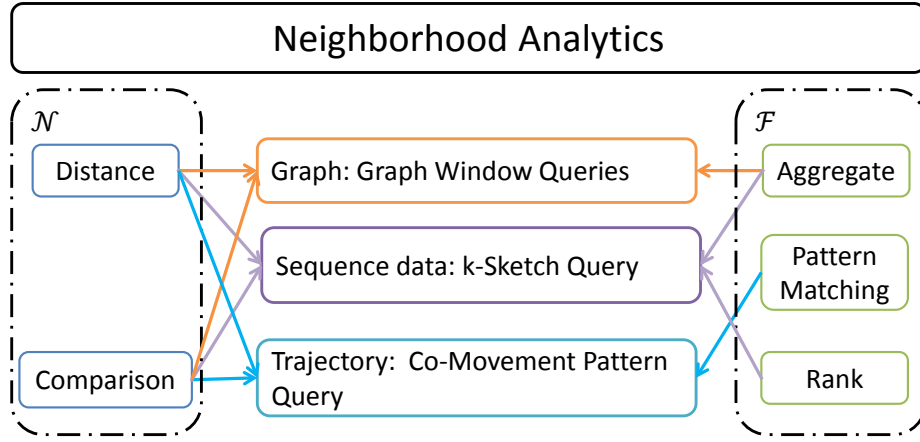 Neighborhood Analytics
𝒩
ℱ
Distance
Graph: Graph Window Queries
Aggregate
Sequence data: k-Sketch Query
Pattern
Matching
Comparison
Trajectory:  Co-Movement Pattern
Query
Rank